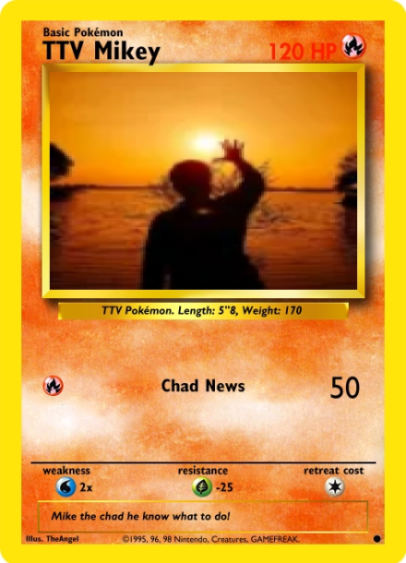 Basic Pokémon
TTV Mikey 120 HP
TTV Pokémon. Length: 5"8, Weight: 170
Chad News 50
weakness resistance retreat cost
2x -25
Mike the chad he know what to do!
Illus. TheAngel ©1995, 96, 98 Nintendo, Creatures, GAMEFREAK.